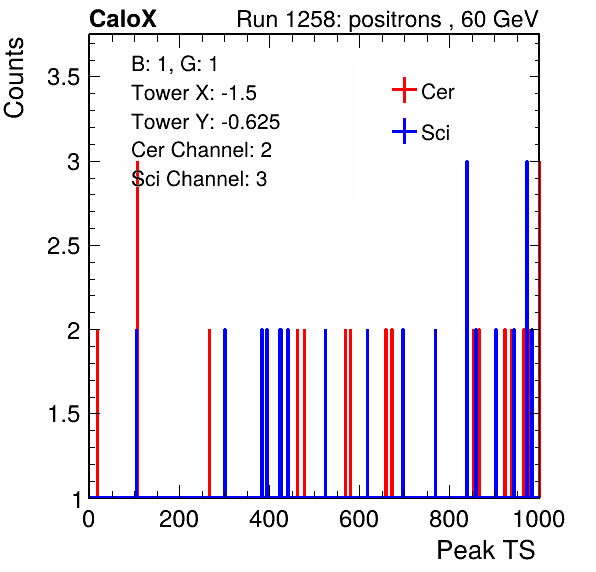 CaloX Run 1258: positrons , 60 GeV
Counts
B: 1, G: 1
Tower X: -1.5
Tower Y: -0.625
Cer Channel: 2
Sci Channel: 3
Cer
Sci
3.5
3
2.5
2
1.5
1
0 200 400 600 800 1000
Peak TS